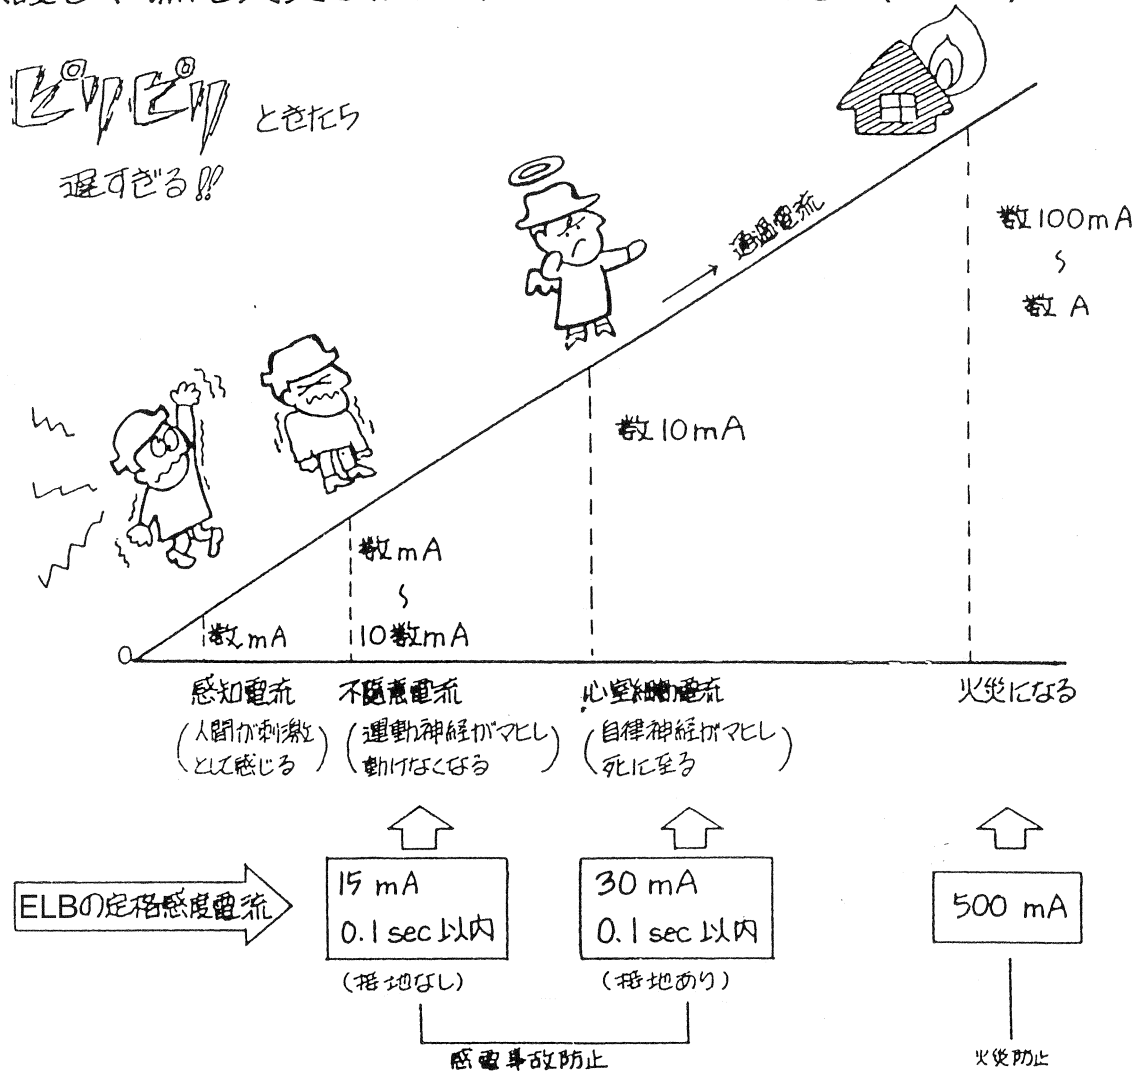 ピリピリ ときたら
遅すぎる!!
通過電流
数100mA
〜
数A
数10mA
数mA
〜
10数mA
数mA
0
感知電流
(人間が刺激
として感じる)
不随意電流
(運動神経がマヒし
動けなくなる)
心室細動電流
(自律神経がマヒし
死に至る)
火災になる
ELBの定格感度電流
15 mA
0.1 sec以内
(接地なし)
30 mA
0.1 sec以内
(接地あり)
500 mA
感電事故防止
火災防止